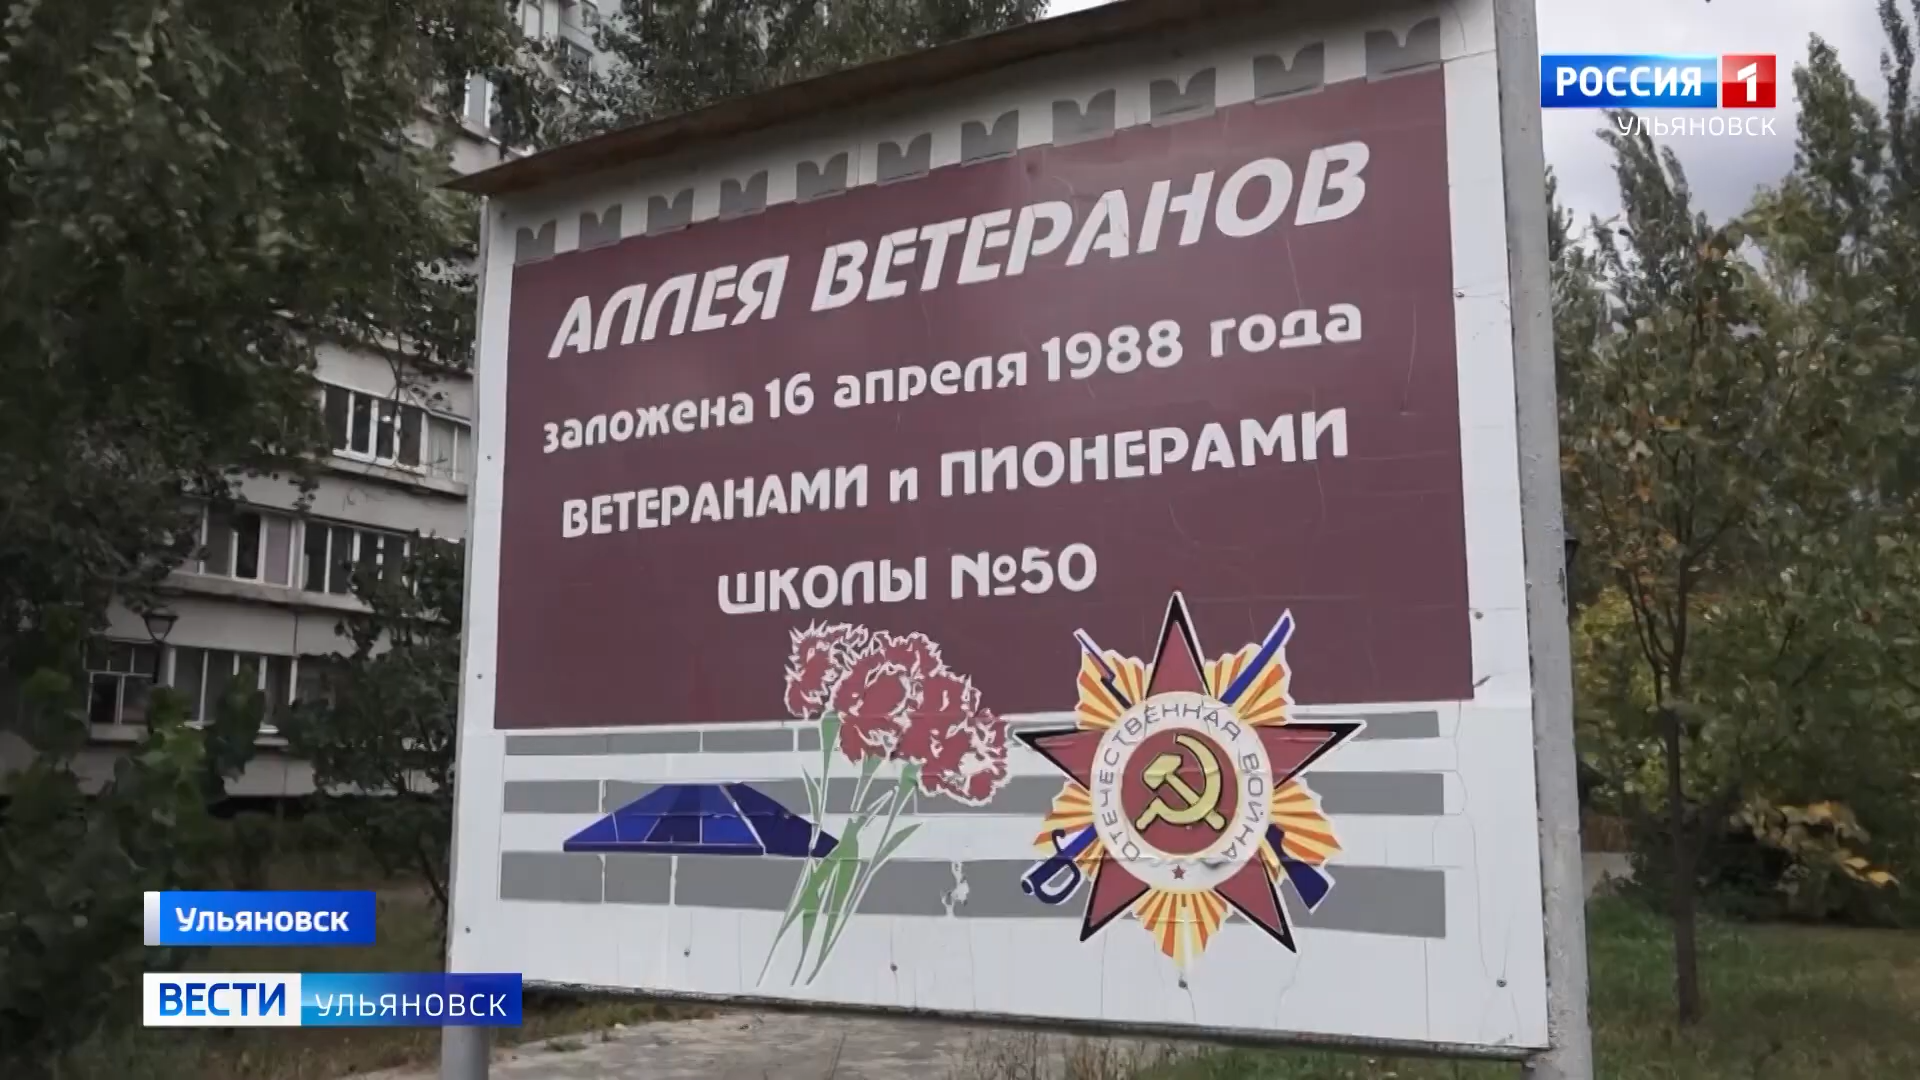 РОССИЯ 1
УЛЬЯНОВСК
АЛЛЕЯ ВЕТЕРАНОВ
заложена 16 апреля 1988 года
ВЕТЕРАНАМИ и ПИОНЕРАМИ
ШКОЛЫ №50
ОТЕЧЕСТВЕННАЯ ВОЙНА
Ульяновск
ВЕСТИ УЛЬЯНОВСК